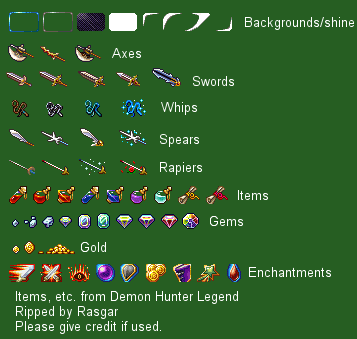 Backgrounds/shine
Axes
Swords
Whips
Spears
Rapiers
Items
Gems
Gold
Enchantments
Items, etc. from Demon Hunter Legend
Ripped by Rasgar
Please give credit if used.